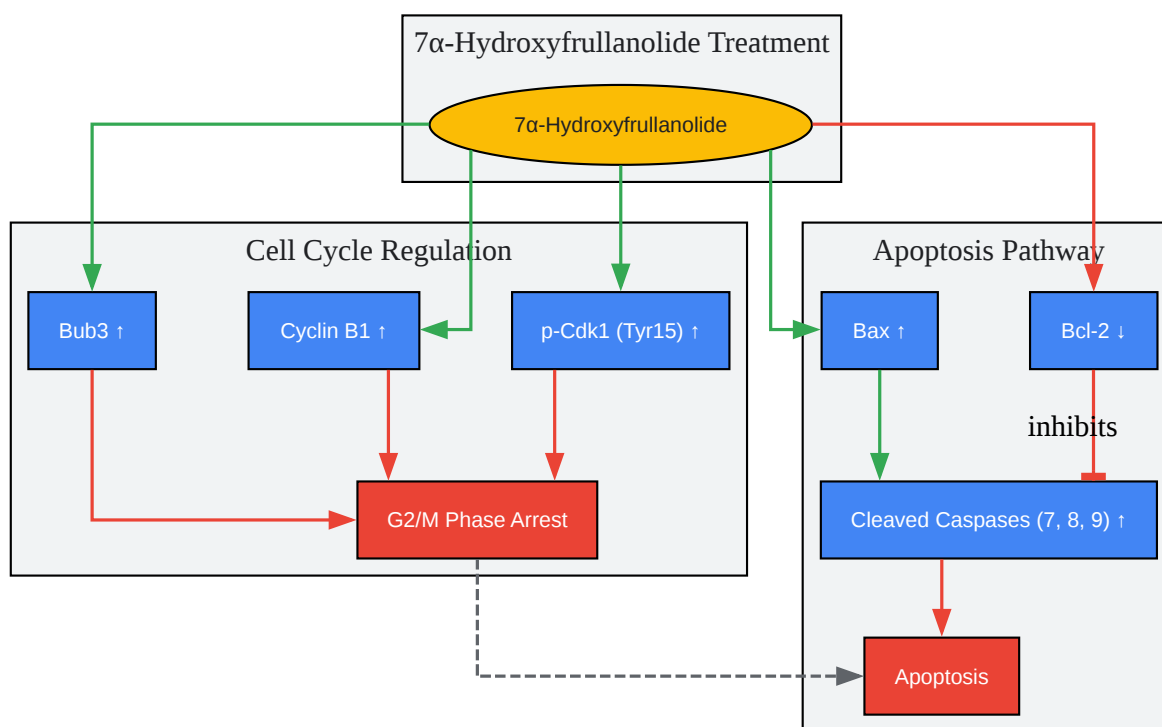 7α-Hydroxyfrullanolide Treatment
7α-Hydroxyfrullanolide
Cell Cycle Regulation
Apoptosis Pathway
Bub3 ↑
Cyclin B1 ↑
p-Cdk1 (Tyr15) ↑
Bax ↑
Bcl-2 ↓
inhibits
G2/M Phase Arrest
Cleaved Caspases (7, 8, 9) ↑
Apoptosis